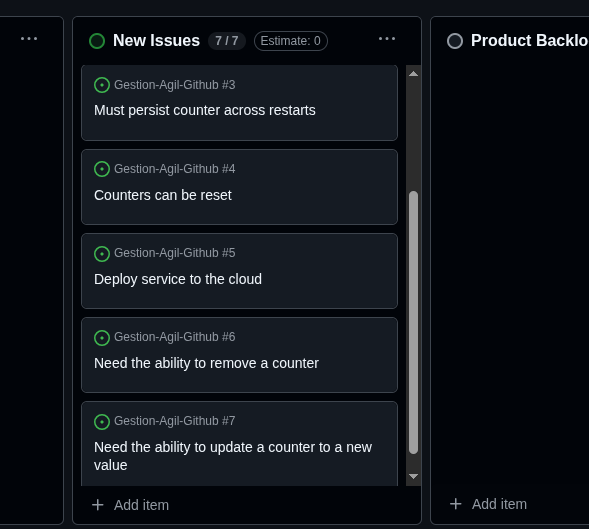 New Issues 7 / 7 Estimate: 0
Gestion-Agil-Github #3
Must persist counter across restarts
Gestion-Agil-Github #4
Counters can be reset
Gestion-Agil-Github #5
Deploy service to the cloud
Gestion-Agil-Github #6
Need the ability to remove a counter
Gestion-Agil-Github #7
Need the ability to update a counter to a new
value
Add item
Product Backlo
Add item